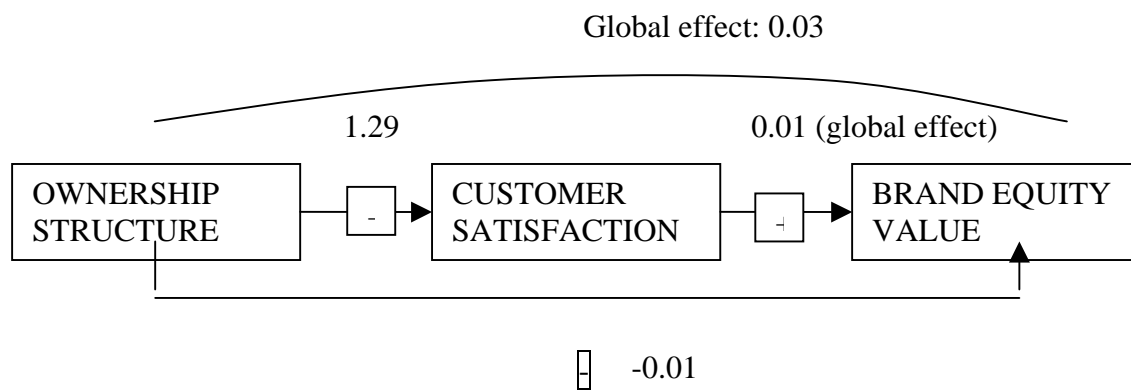 Global effect: 0.03
1.29
0.01 (global effect)
OWNERSHIP
STRUCTURE
-
CUSTOMER
SATISFACTION
BRAND EQUITY
VALUE
- -0.01